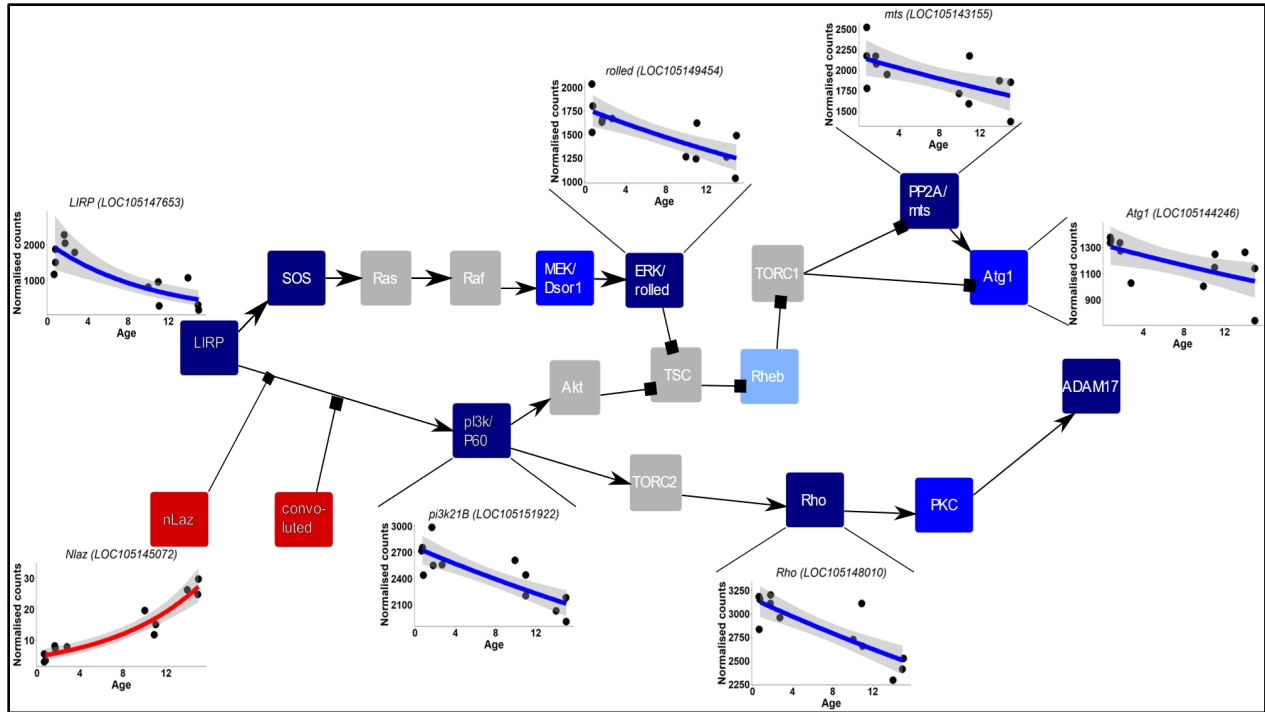 mts (LOC105143155)
Normalised counts
2500
2250
2000
1750
1500
4
12
Age
rolled (LOC105149454)
Normalised counts
2000
1750
1500
1250
1000
0
4
8
12
Age
LIRP (LOC105147653)
Normalised counts
2000
1000
0
4
8
12
Age
PP2A/
mts
Atg1 (LOC105144246)
Normalised counts
1300
1100
900
0
4
8
12
Age
SOS
Ras
Raf
MEK/
Dsor1
ERK/
rolled
TORC1
Atg1
LIRP
Akt
TSC
Rheb
ADAM17
pI3k/
P60
TORC2
Rho
PKC
nLaz
convo-
luted
Nlaz (LOC105145072)
Normalised counts
30
20
10
0
4
8
12
Age
pi3k21B (LOC105151922)
Normalised counts
3000
2700
2400
2100
0
4
8
12
Age
Rho (LOC105148010)
Normalised counts
3250
3000
2750
2500
2250
0
4
8
12
Age